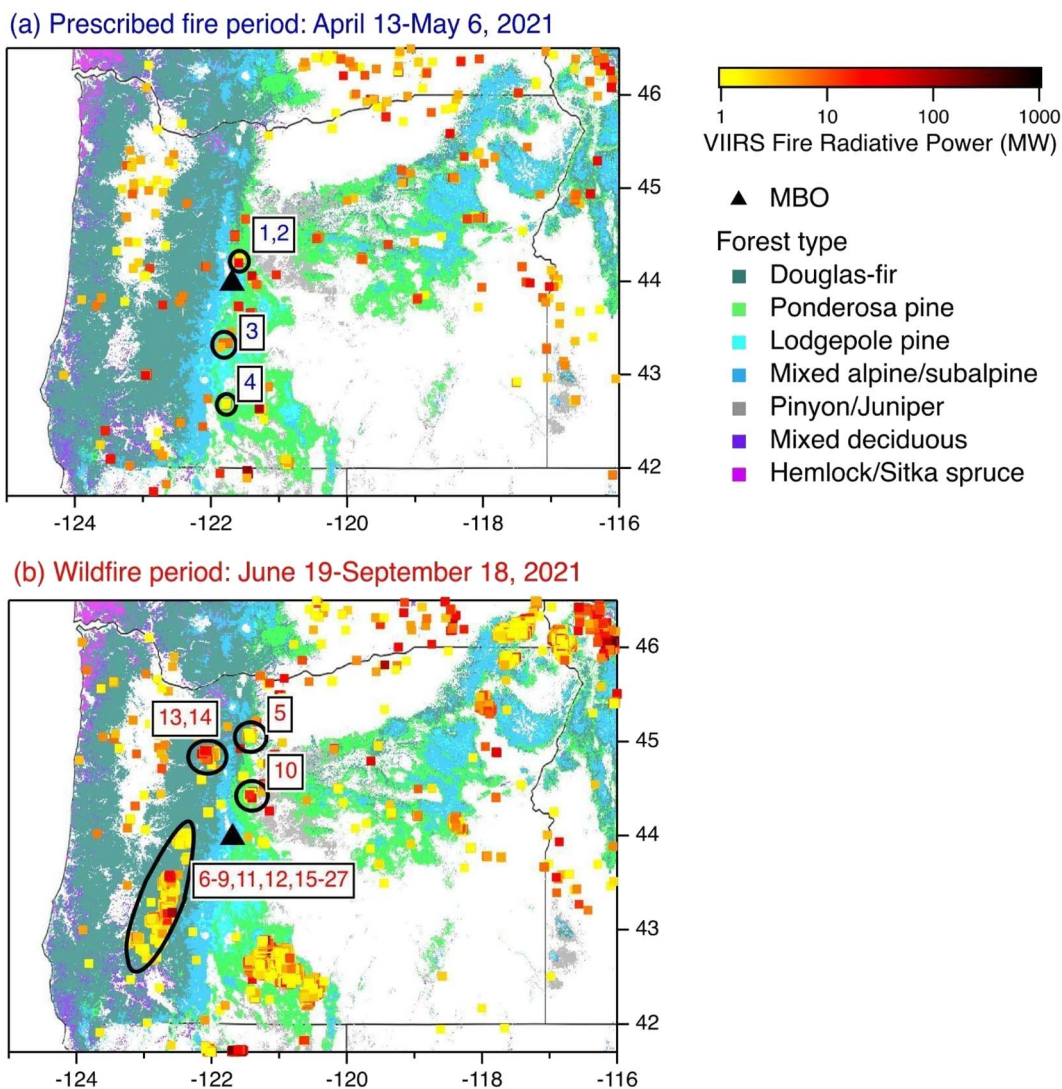 (a) Prescribed fire period: April 13-May 6, 2021
46
45
44
43
42
1,2
3
4
-124
-122
-120
-118
-116
1
10
100
1000
VIIRS Fire Radiative Power (MW)
MBO
Forest type
Douglas-fir
Ponderosa pine
Lodgepole pine
Mixed alpine/subalpine
Pinyon/Juniper
Mixed deciduous
Hemlock/Sitka spruce
(b) Wildfire period: June 19-September 18, 2021
46
45
44
43
42
13,14
5
10
6-9,11,12,15-27
-124
-122
-120
-118
-116